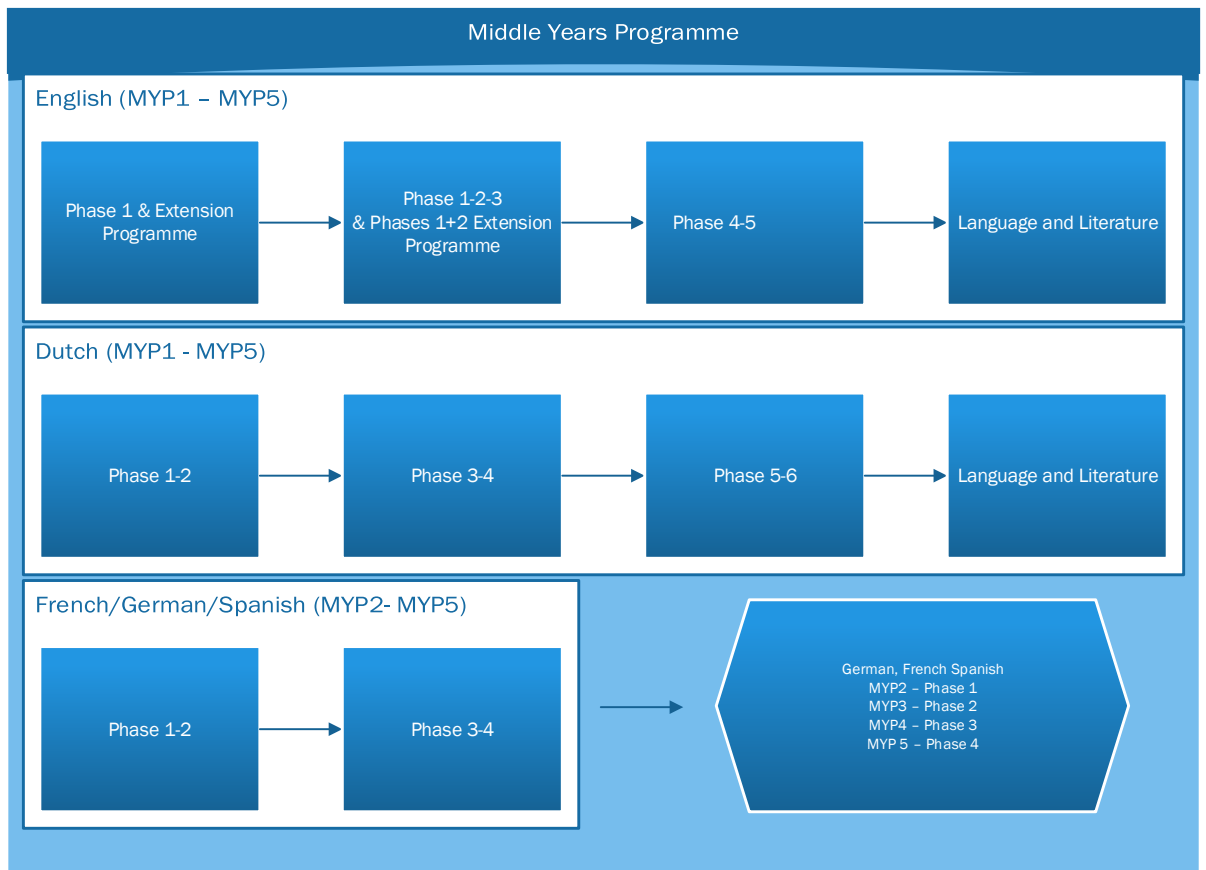 Middle Years Programme
English (MYP1 – MYP5)
Phase 1 & Extension
Programme
Phase 1-2-3
& Phases 1+2 Extension
Programme
Phase 4-5
Language and Literature
Dutch (MYP1 - MYP5)
Phase 1-2
Phase 3-4
Phase 5-6
Language and Literature
French/German/Spanish (MYP2- MYP5)
Phase 1-2
Phase 3-4
German, French Spanish
MYP2 – Phase 1
MYP3 – Phase 2
MYP4 – Phase 3
MYP 5 – Phase 4